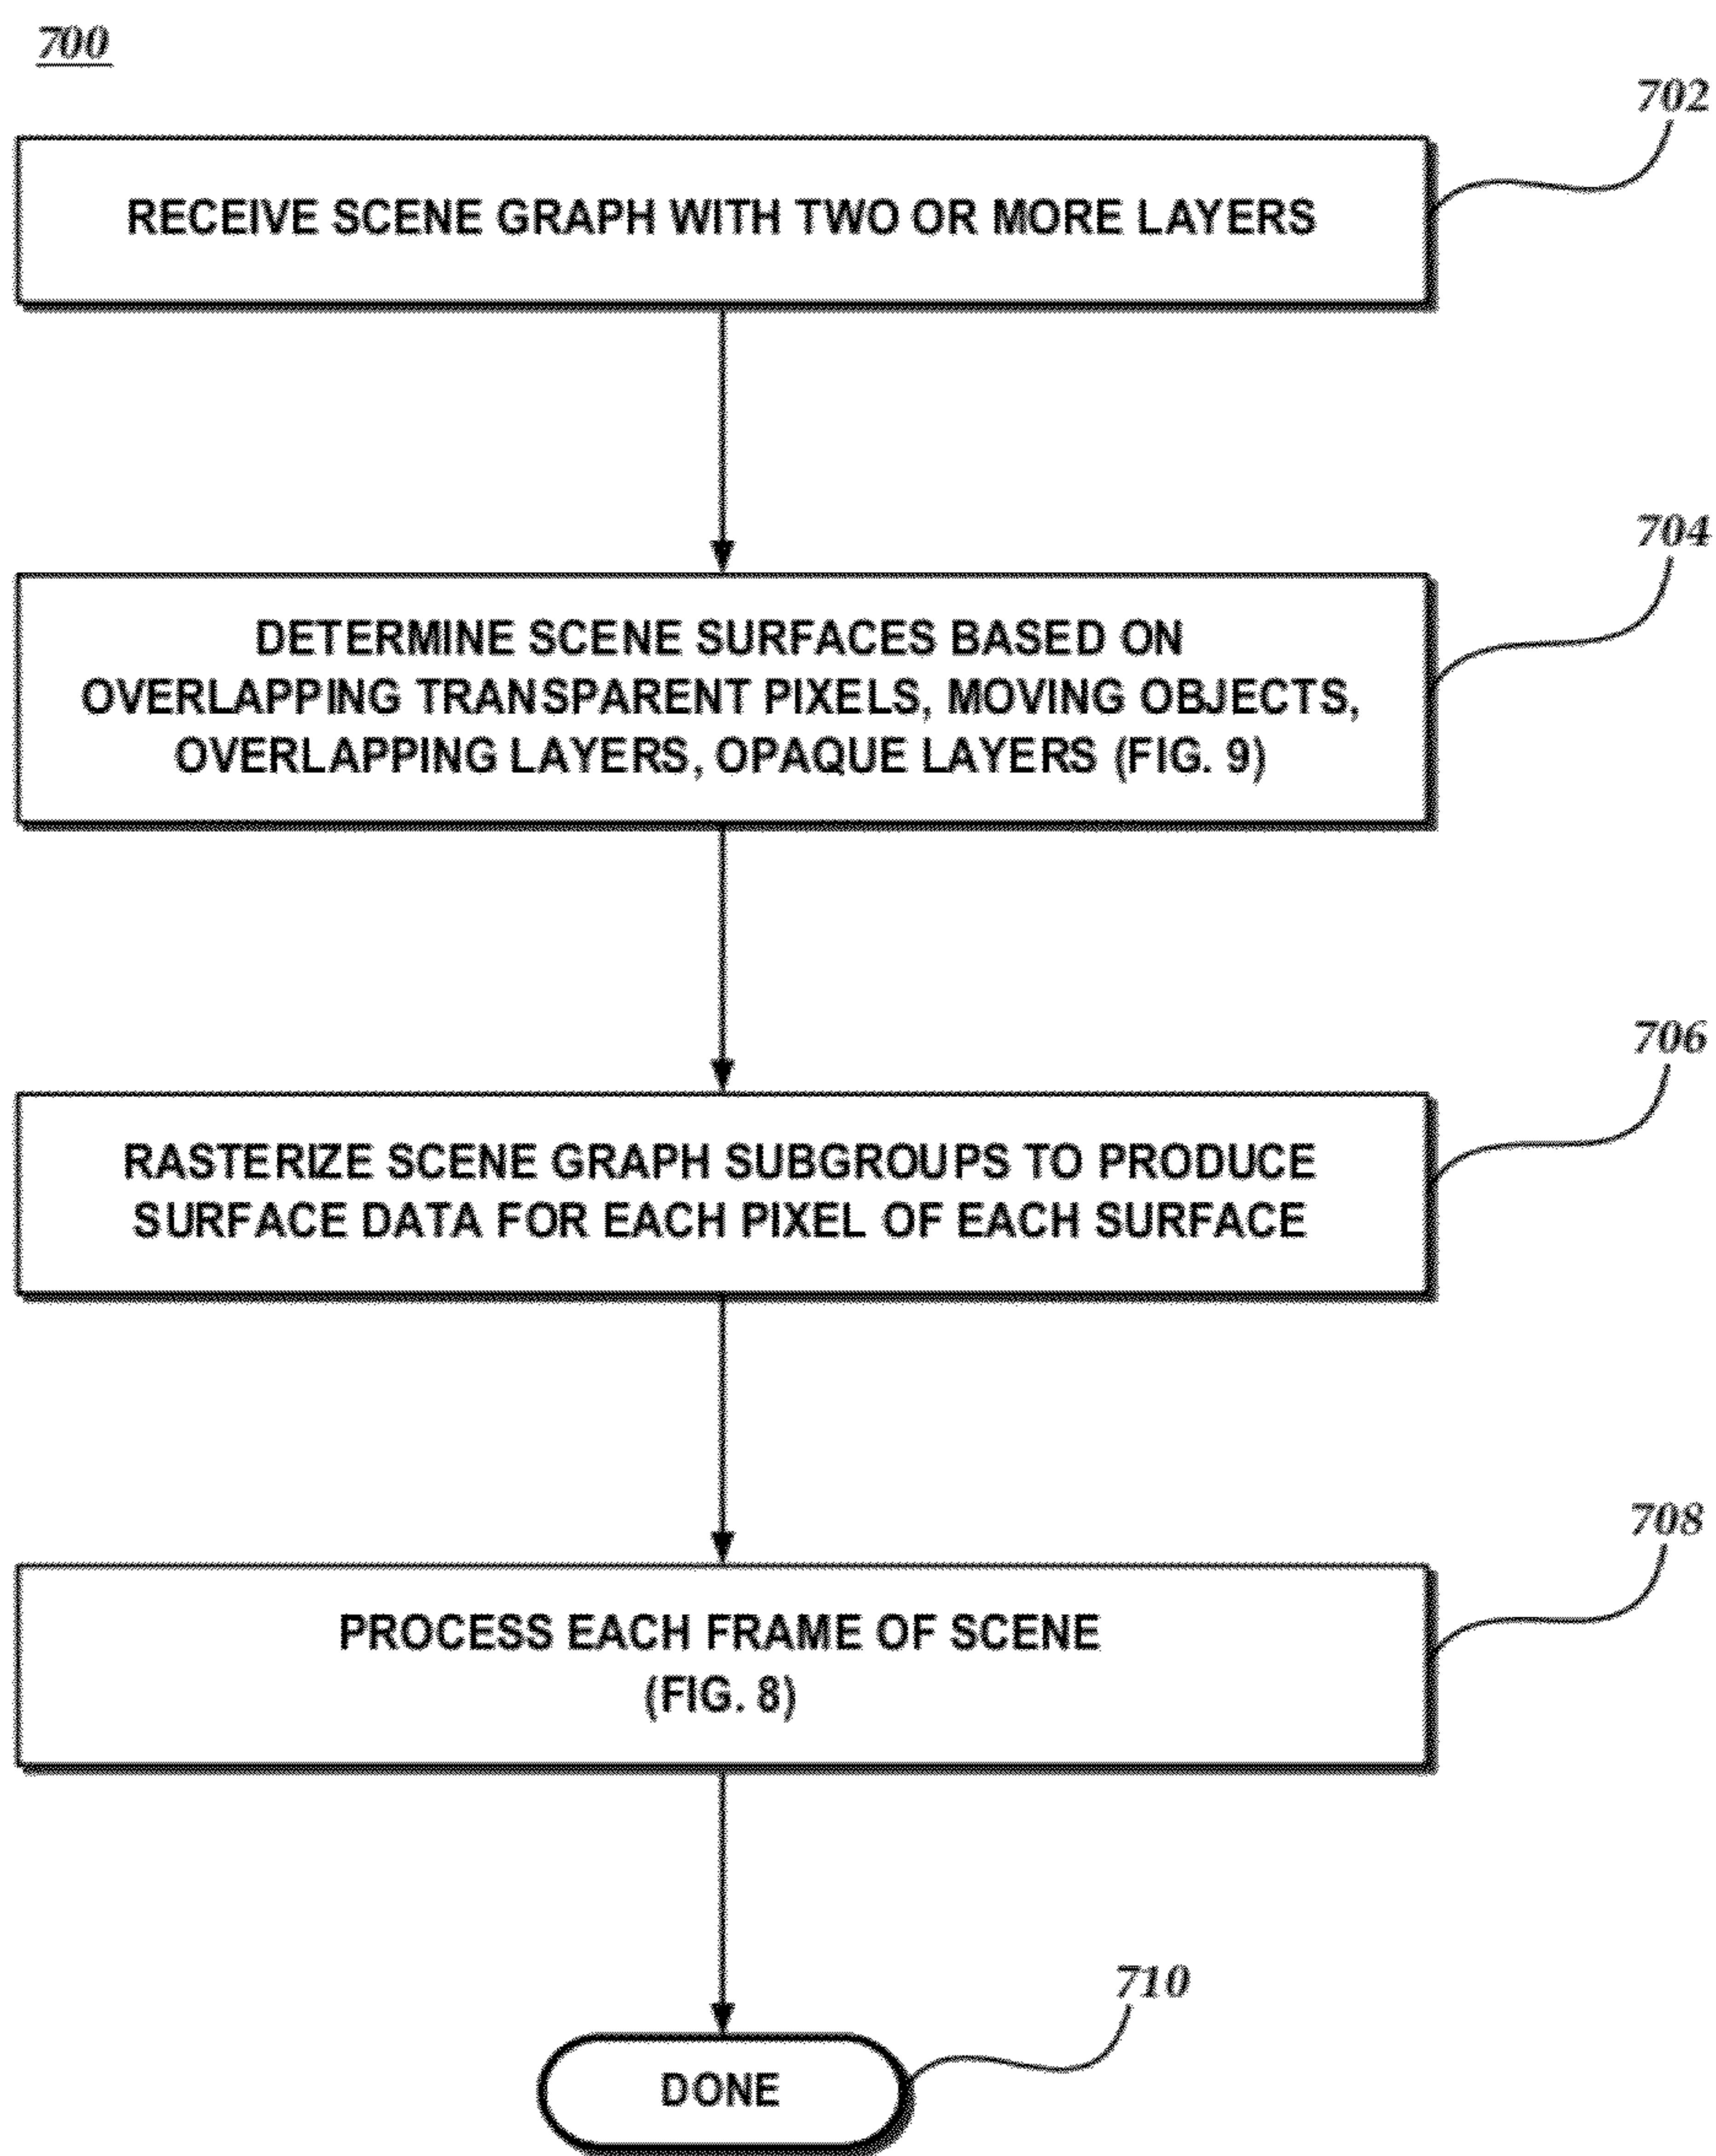 700
702
RECEIVE SCENE GRAPH WITH TWO OR MORE LAYERS
704
DETERMINE SCENE SURFACES BASED ON
OVERLAPPING TRANSPARENT PIXELS, MOVING OBJECTS,
OVERLAPPING LAYERS, OPAQUE LAYERS (FIG. 9)
706
RASTERIZE SCENE GRAPH SUBGROUPS TO PRODUCE
SURFACE DATA FOR EACH PIXEL OF EACH SURFACE
708
PROCESS EACH FRAME OF SCENE
(FIG. 8)
710
DONE